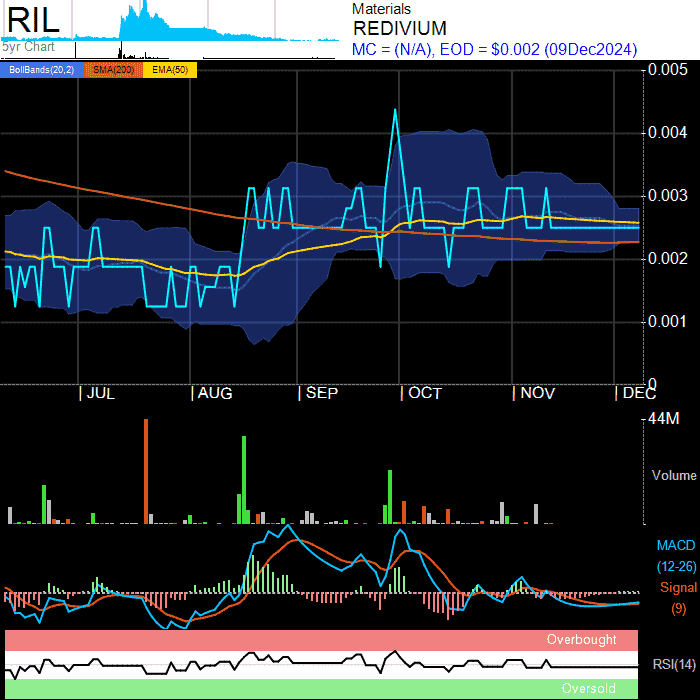 RIL
5yr Chart
Materials
REDIVIUM
MC = (N/A), EOD = $0.002 (09Dec2024)
BollBands(20,2) SMA(200) EMA(50)
0.005
0.004
0.003
0.002
0.001
0
JUL AUG SEP OCT NOV DEC
44M
Volume
MACD
(12-26)
Signal
(9)
Overbought
RSI(14)
Oversold